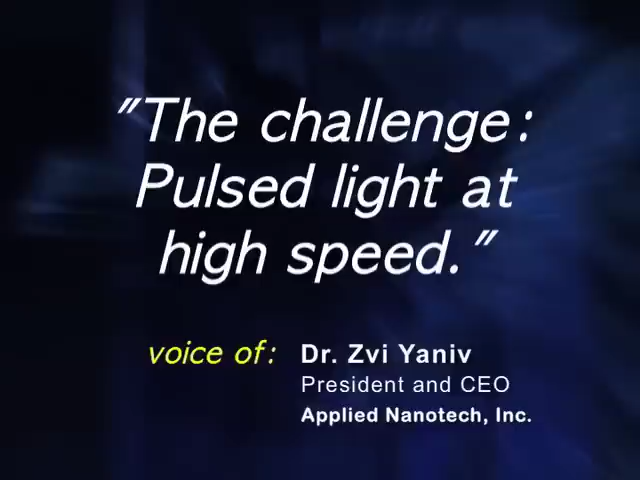 "The challenge:
Pulsed light at
high speed."
voice of: Dr. Zvi Yaniv
President and CEO
Applied Nanotech, Inc.